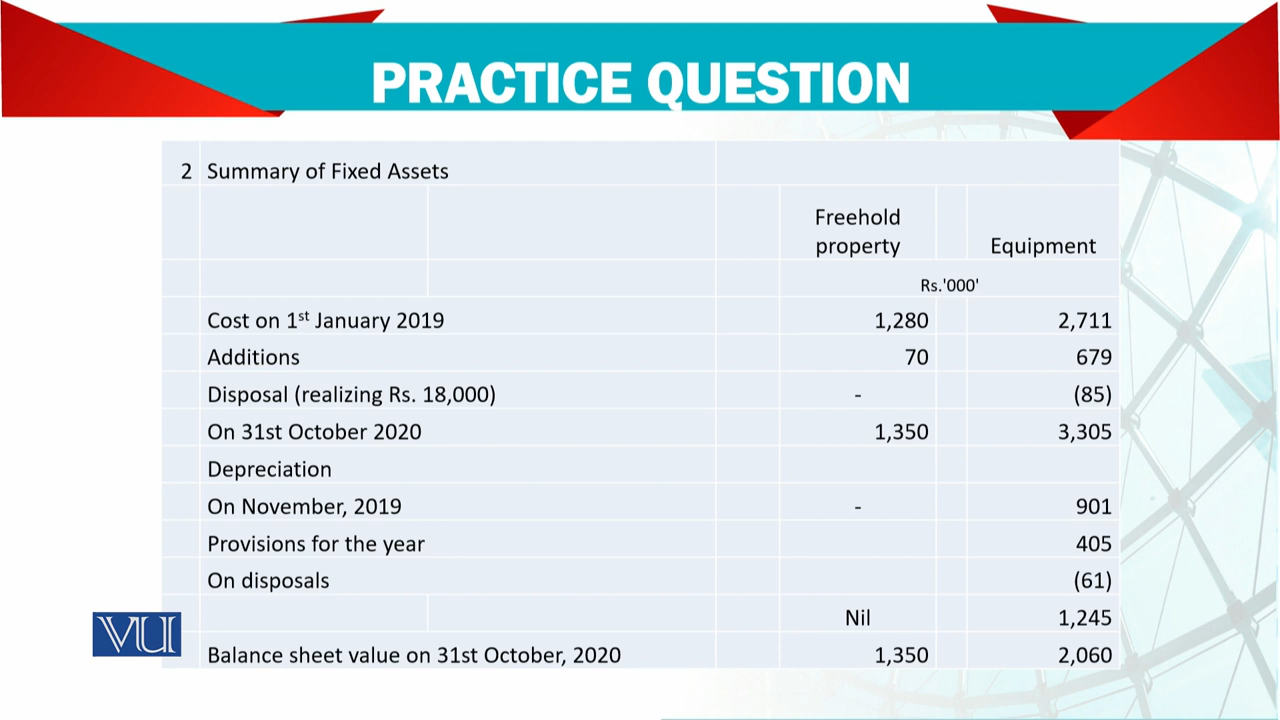 PRACTICE QUESTION
2 Summary of Fixed Assets
Freehold
property Equipment
Rs.'000'
Cost on 1st January 2019 1,280 2,711
Additions 70 679
Disposal (realizing Rs. 18,000) - (85)
On 31st October 2020 1,350 3,305
Depreciation
On November, 2019 - 901
Provisions for the year 405
On disposals (61)
Nil 1,245
VU
Balance sheet value on 31st October, 2020 1,350 2,060